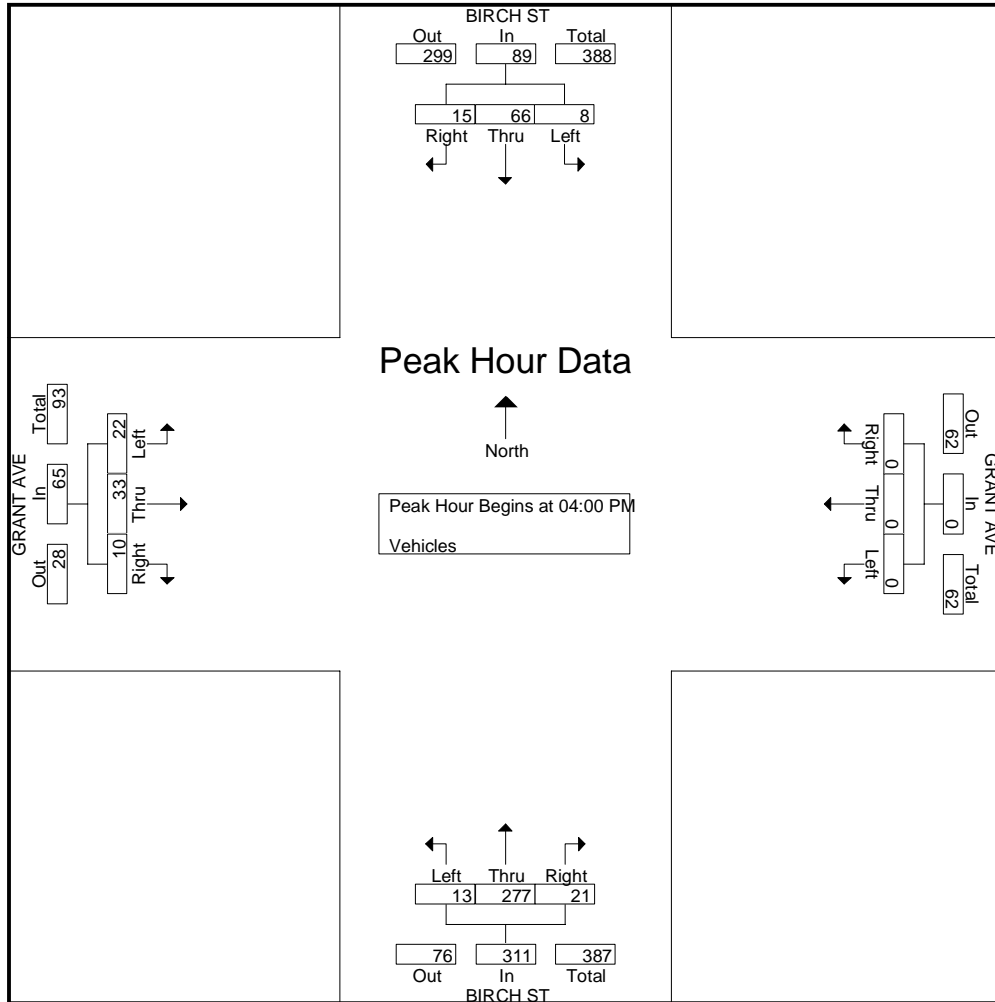 BIRCH ST
Out In Total
299 89 388
15 66 8
Right Thru Left
Peak Hour Data
North
Peak Hour Begins at 04:00 PM
Vehicles
GRANT AVE
Out In Total
28 65 93
10 33 22
Right Thru Left
GRANT AVE
Out In Total
62 0 62
0 0 0
Right Thru Left
Left Thru Right
13 277 21
76 311 387
Out In Total
BIRCH ST